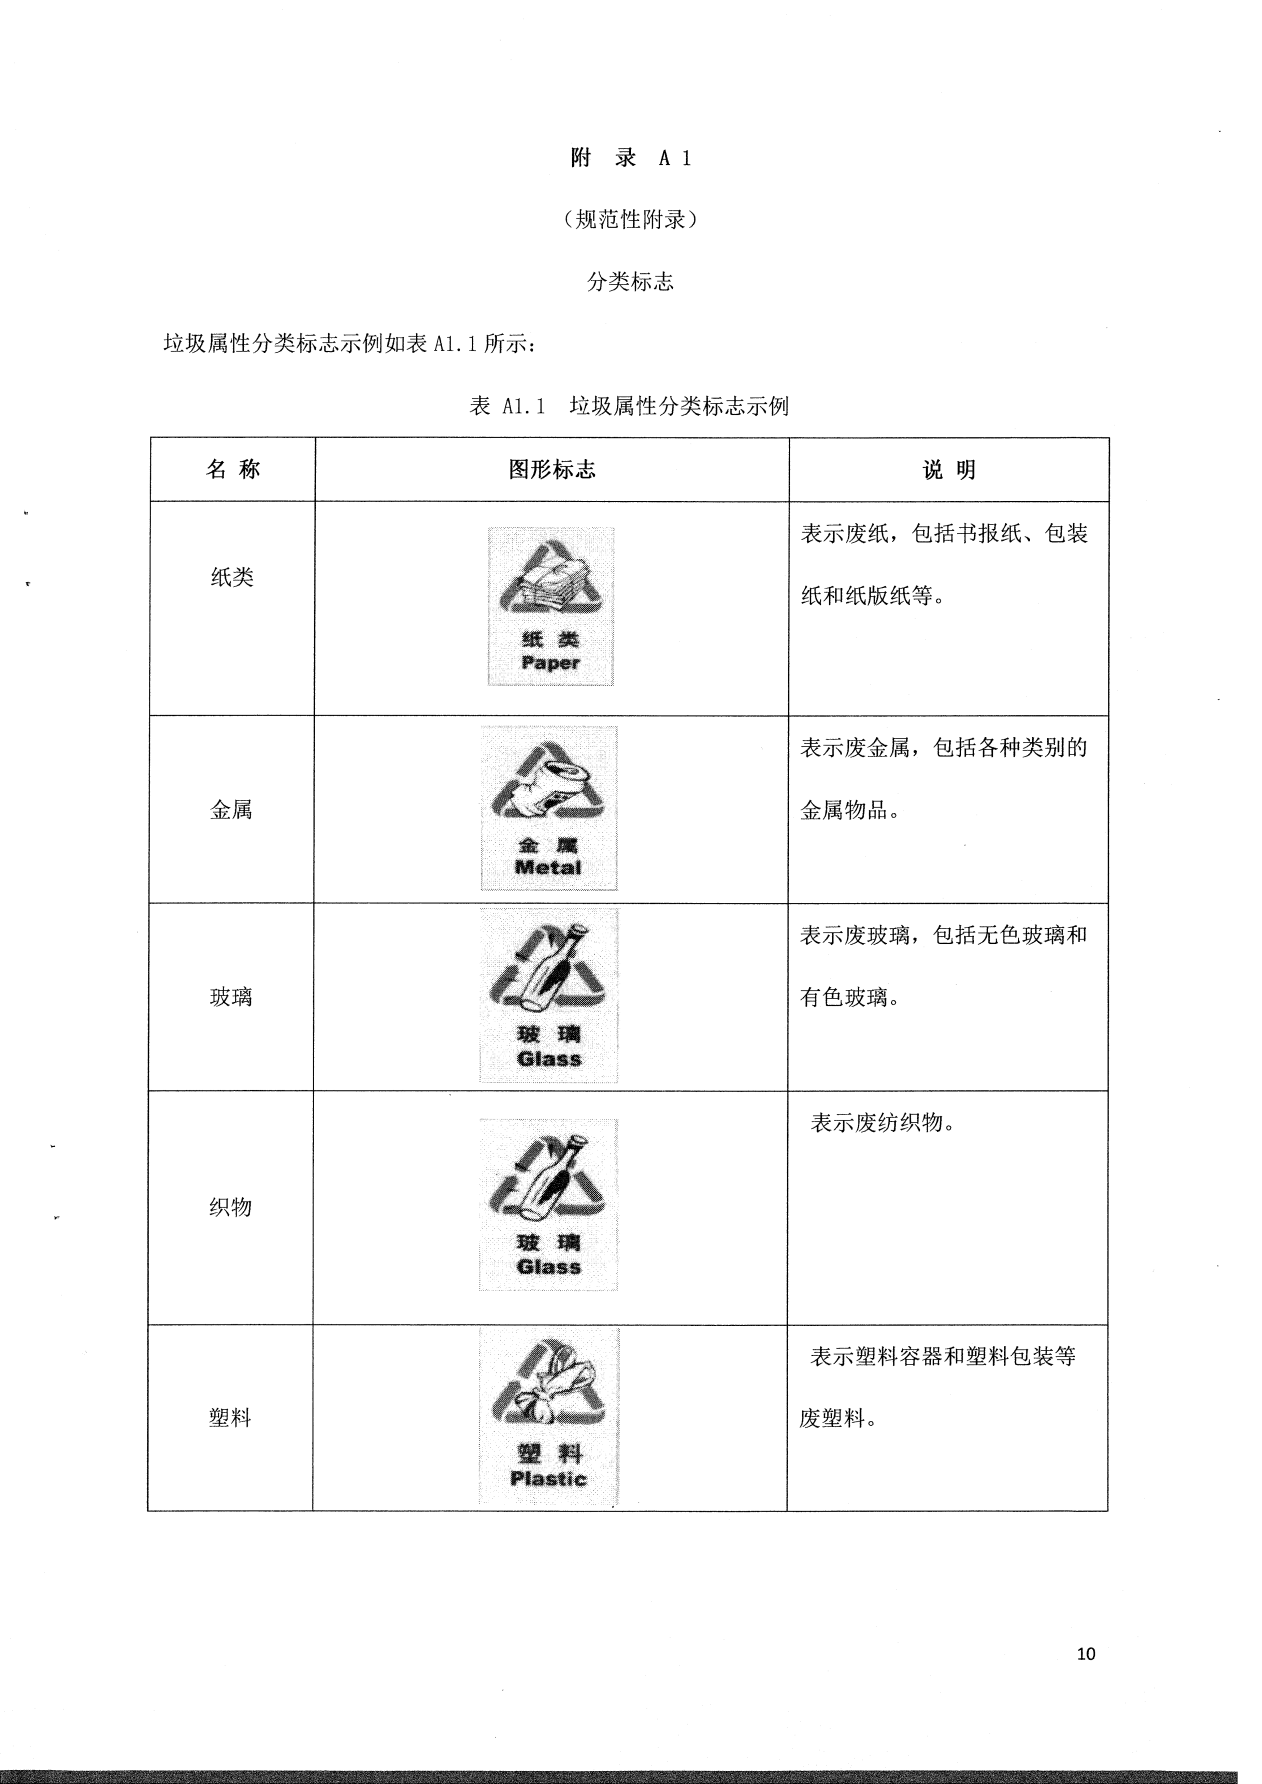 附 录 A 1
（规范性附录）
分类标志
垃圾属性分类标志示例如表 A1.1 所示：
表 A1.1 垃圾属性分类标志示例
名 称 图形标志 说 明
纸类
纸 类
Paper
表示废纸，包括书报纸、包装
纸和纸版纸等。
金属
金 属
Metal
表示废金属，包括各种类别的
金属物品。
玻璃
玻 璃
Glass
表示废玻璃，包括无色玻璃和
有色玻璃。
织物
玻 璃
Glass
表示废纺织物。
塑料
塑 料
Plastic
表示塑料容器和塑料包装等
废塑料。
10